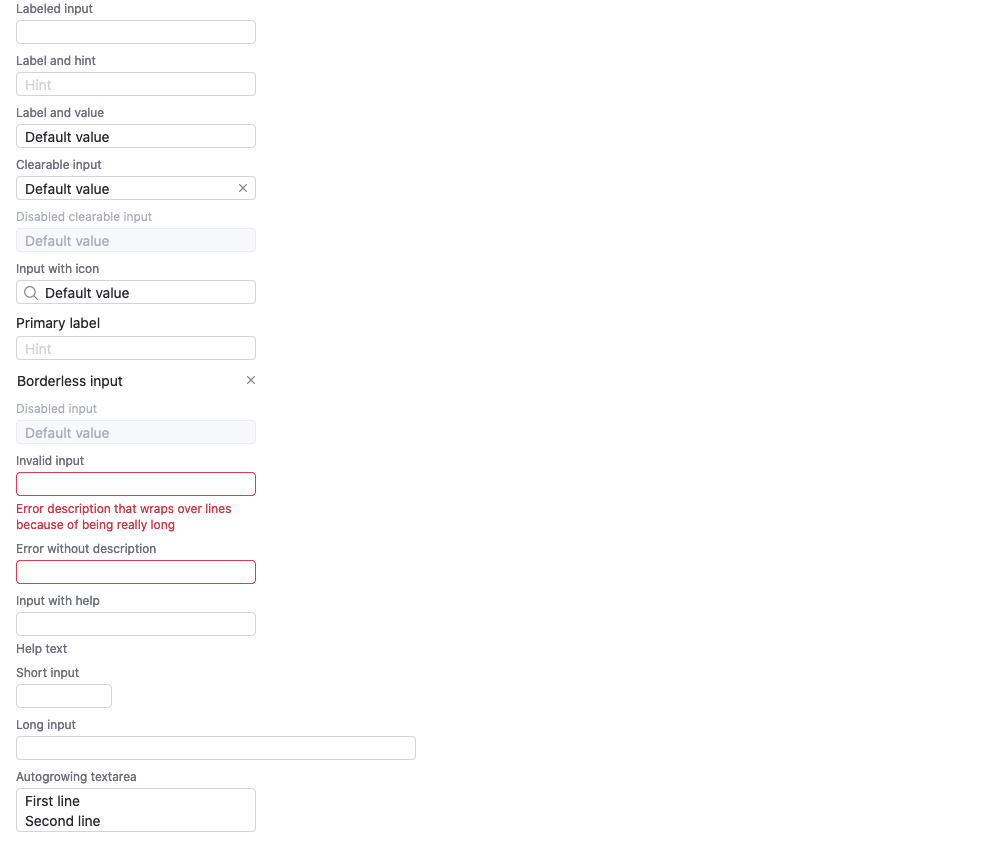 Labeled input
Label and hint
Hint
Label and value
Default value
Clearable input
Default value
Disabled clearable input
Default value
Input with icon
Default value
Primary label
Hint
Borderless input
Disabled input
Default value
Invalid input
Error description that wraps over lines
because of being really long
Error without description
Input with help
Help text
Short input
Long input
Autogrowing textarea
First line
Second line